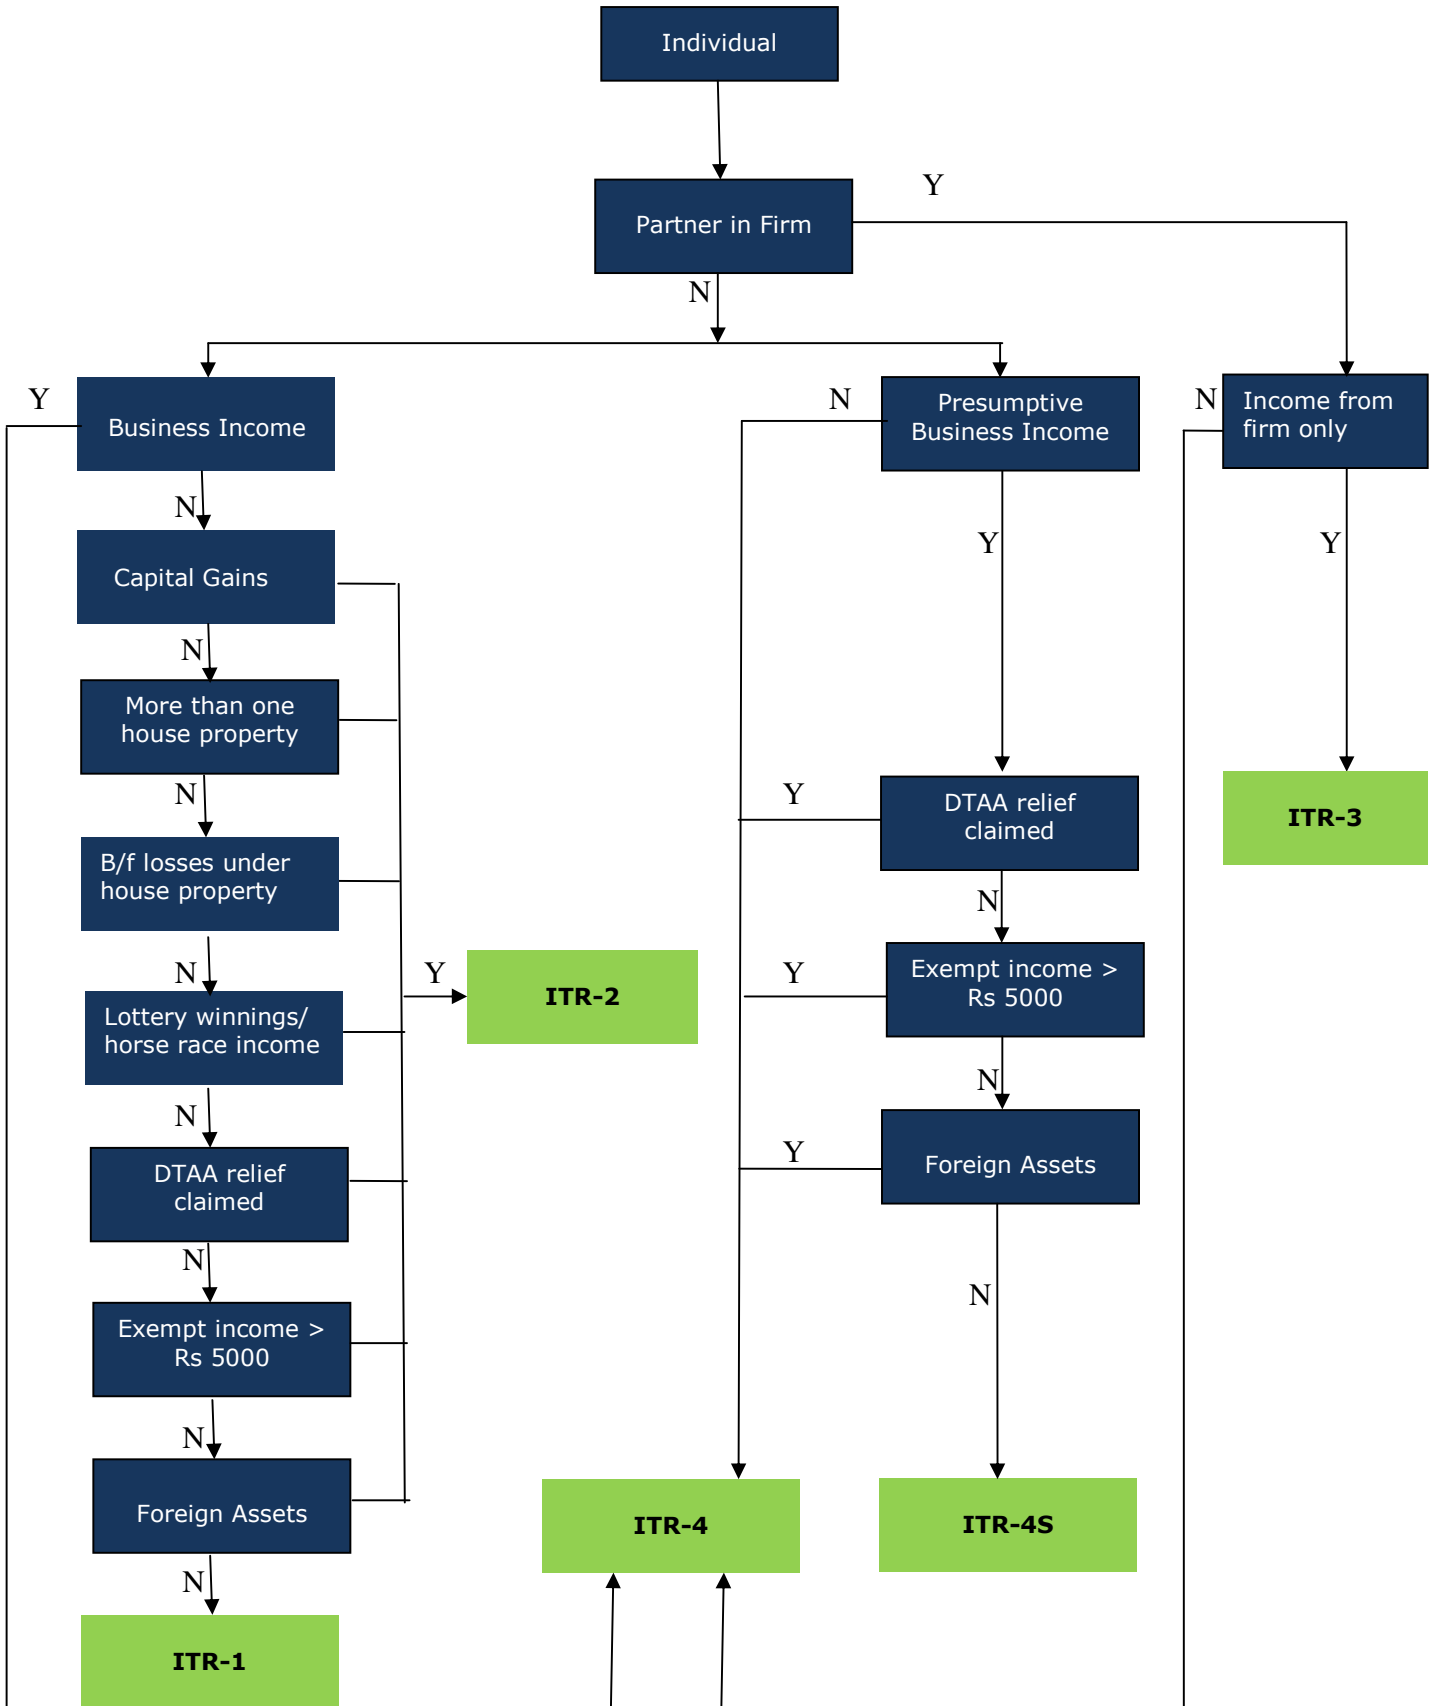 Individual
Y
Partner in Firm
N
Y
Business Income
N
Presumptive
Business Income
N
Income from
firm only
N
Capital Gains
Y
Y
N
More than one
house property
N
Y
DTAA relief
claimed
ITR-3
B/f losses under
house property
N
N
Y
ITR-2
Y
Exempt income >
Rs 5000
Lottery winnings/
horse race income
N
N
DTAA relief
claimed
Y
Foreign Assets
N
N
Exempt income >
Rs 5000
N
Foreign Assets
ITR-4
ITR-4S
N
ITR-1